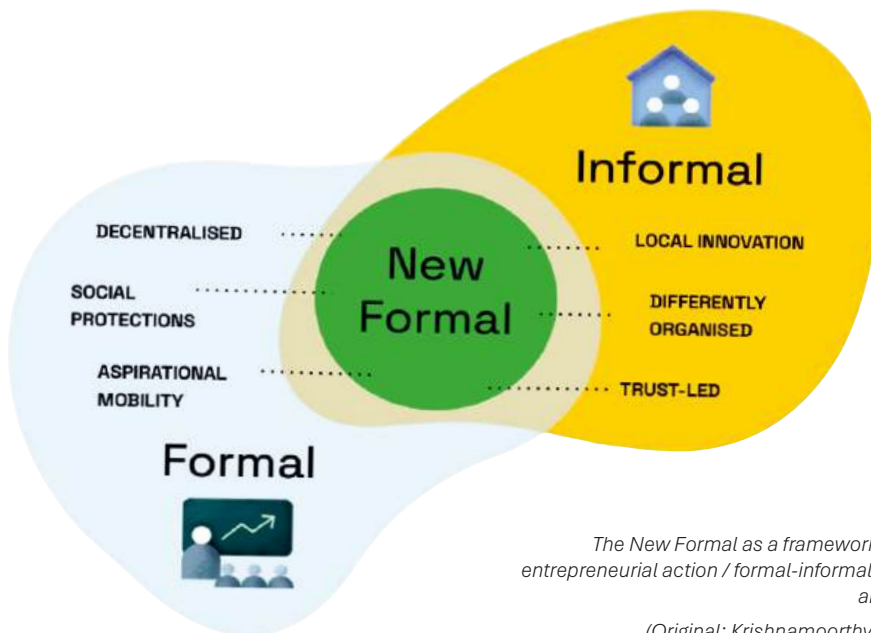 Informal
DECENTRALISED
LOCAL INNOVATION
New
Formal
SOCIAL
PROTECTIONS
DIFFERENTLY
ORGANISED
ASPIRATIONAL
MOBILITY
TRUST-LED
Formal
The New Formal as a framework
entrepreneurial action / formal-informal
(Original: Krishnamoorthy